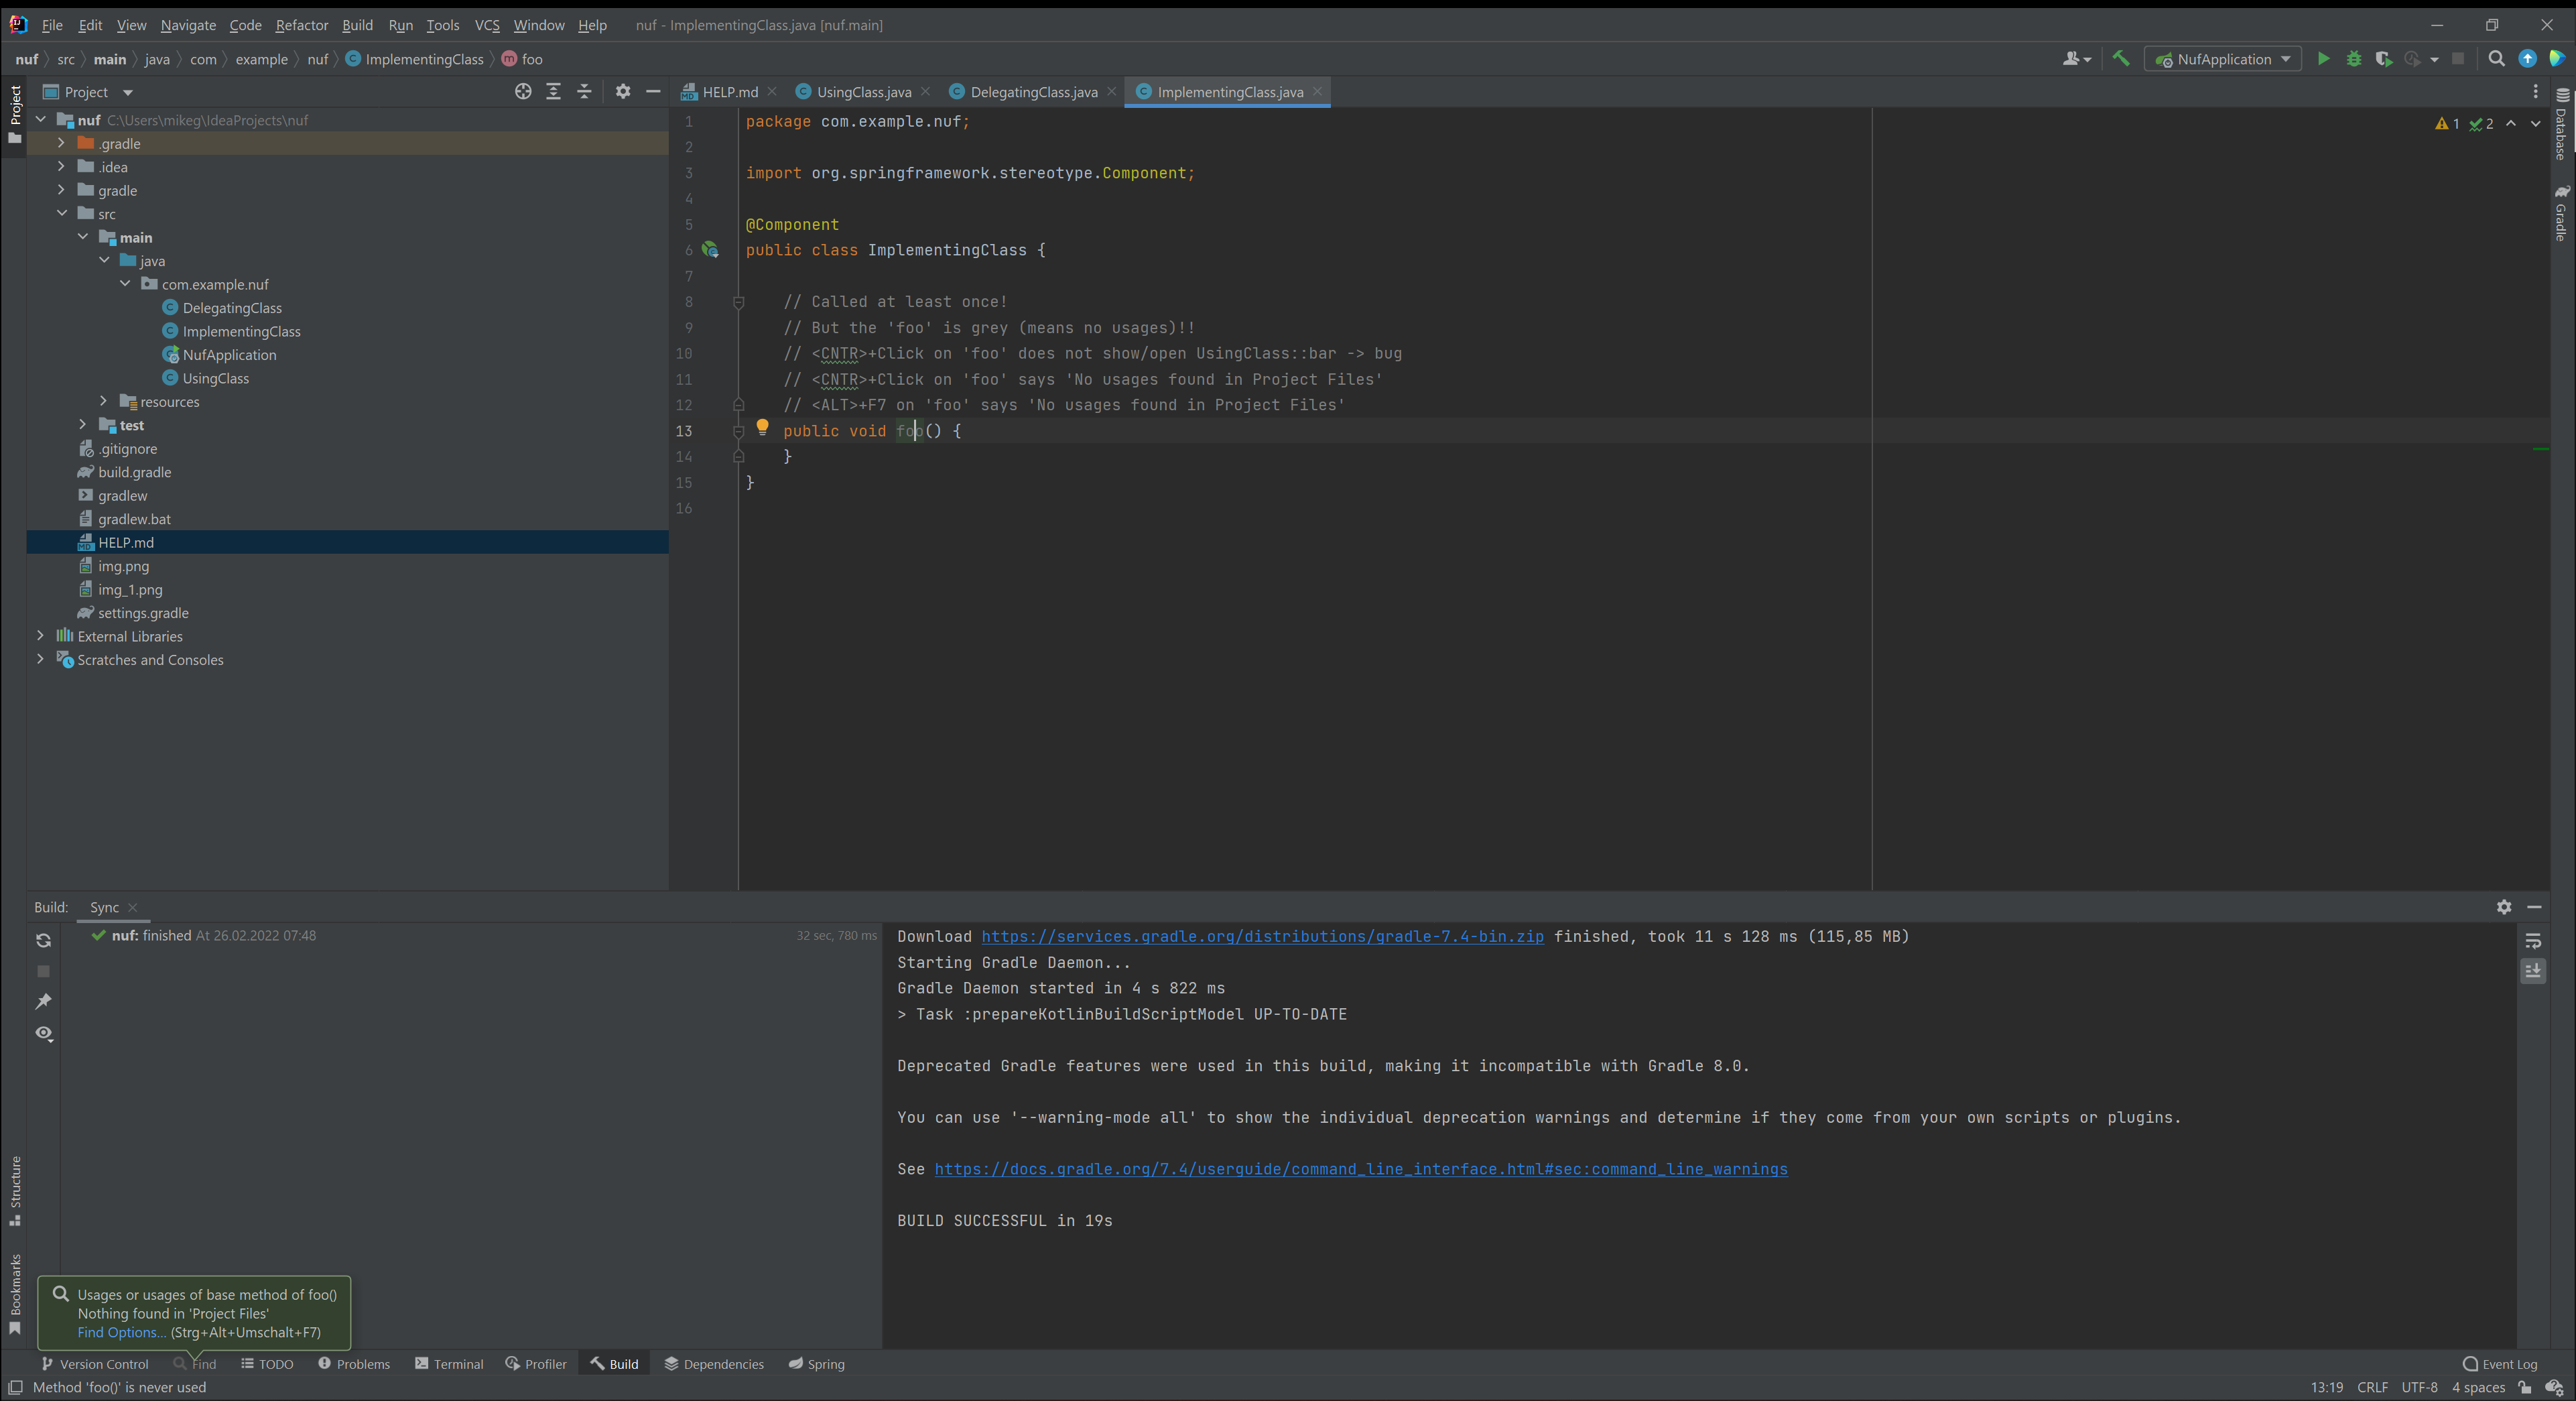 File Edit View Navigate Code Refactor Build Run Tools VCS Window Help nuf - ImplementingClass.java [nuf.main]
nuf src main java com example nuf ImplementingClass foo
NufApplication
Project
Project
HELP.md UsingClass.java DelegatingClass.java ImplementingClass.java
nuf C:\Users\mikeg\IdeaProjects\nuf
.gradle
.idea
gradle
src
main
java
com.example.nuf
DelegatingClass
ImplementingClass
NufApplication
UsingClass
resources
test
.gitignore
build.gradle
gradlew
gradlew.bat
HELP.md
img.png
img_1.png
settings.gradle
External Libraries
Scratches and Consoles
1 package com.example.nuf;
2
3 import org.springframework.stereotype.Component;
4
5 @Component
6 public class ImplementingClass {
7
8 // Called at least once!
9 // But the 'foo' is grey (means no usages)!!
10 // <CNTR>+Click on 'foo' does not show/open UsingClass::bar -> bug
11 // <CNTR>+Click on 'foo' says 'No usages found in Project Files'
12 // <ALT>+F7 on 'foo' says 'No usages found in Project Files'
13 public void foo() {
14 }
15 }
16
1 2
Database
Gradle
Build: Sync
nuf: finished At 26.02.2022 07:48 32 sec, 780 ms
Download https://services.gradle.org/distributions/gradle-7.4-bin.zip finished, took 11 s 128 ms (115,85 MB)
Starting Gradle Daemon...
Gradle Daemon started in 4 s 822 ms
> Task :prepareKotlinBuildScriptModel UP-TO-DATE
Deprecated Gradle features were used in this build, making it incompatible with Gradle 8.0.
You can use '--warning-mode all' to show the individual deprecation warnings and determine if they come from your own scripts or plugins.
See https://docs.gradle.org/7.4/userguide/command_line_interface.html#sec:command_line_warnings
BUILD SUCCESSFUL in 19s
Structure
Bookmarks
Usages or usages of base method of foo()
Nothing found in 'Project Files'
Find Options... (Strg+Alt+Umschalt+F7)
Version Control Find TODO Problems Terminal Profiler Build Dependencies Spring Event Log
Method 'foo()' is never used 13:19 CRLF UTF-8 4 spaces